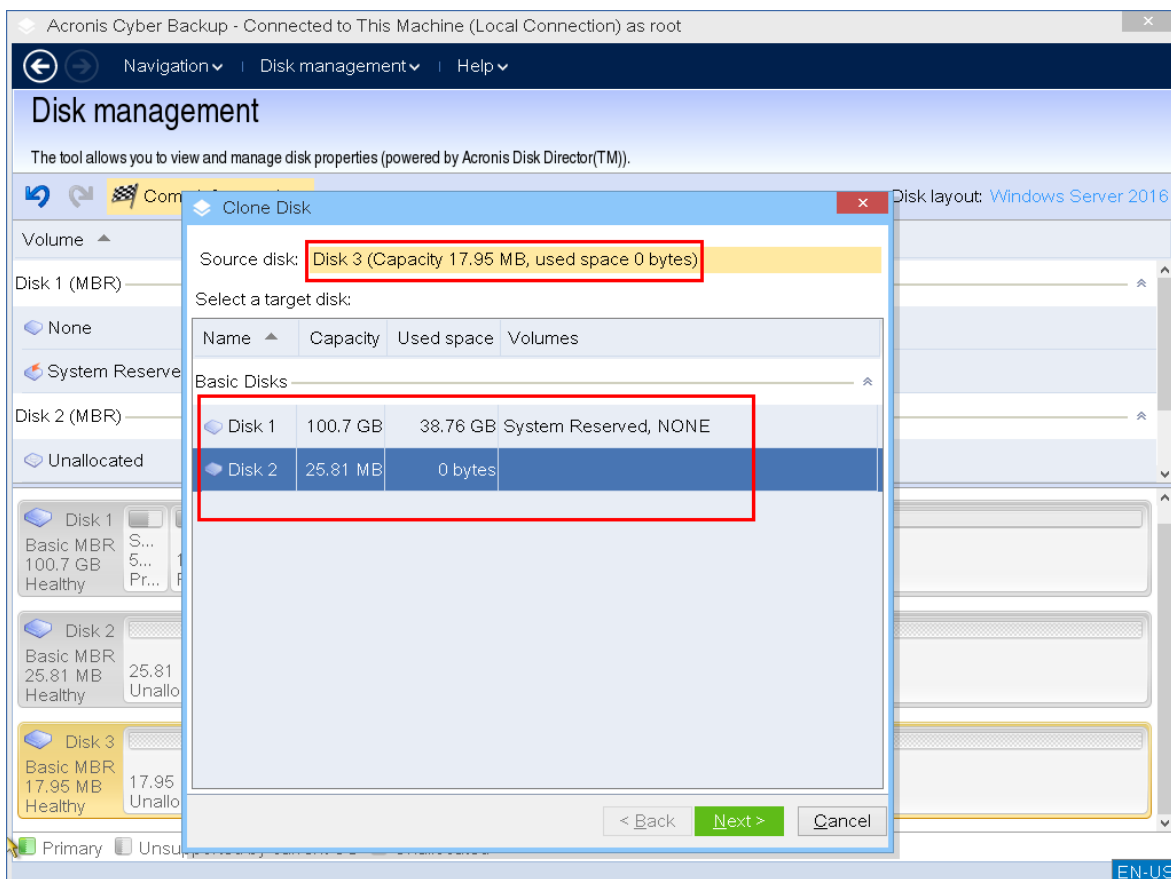 Acronis Cyber Backup - Connected to This Machine (Local Connection) as root
Navigation Disk management Help
Disk management
The tool allows you to view and manage disk properties (powered by Acronis Disk Director(TM)).
Disk layout: Windows Server 2016
Volume
Disk 1 (MBR)
None
System Reserve
Disk 2 (MBR)
Unallocated
Clone Disk
Source disk: Disk 3 (Capacity 17.95 MB, used space 0 bytes)
Select a target disk:
Name Capacity Used space Volumes
Basic Disks
Disk 1 100.7 GB 38.76 GB System Reserved, NONE
Disk 2 25.81 MB 0 bytes
< Back Next > Cancel
Disk 1
Basic MBR
100.7 GB
Healthy
S...
5...
Pr...
Disk 2
Basic MBR
25.81 MB
Healthy
25.81
Unallo
Disk 3
Basic MBR
17.95 MB
Healthy
17.95
Unallo
Primary Unsu
EN-US